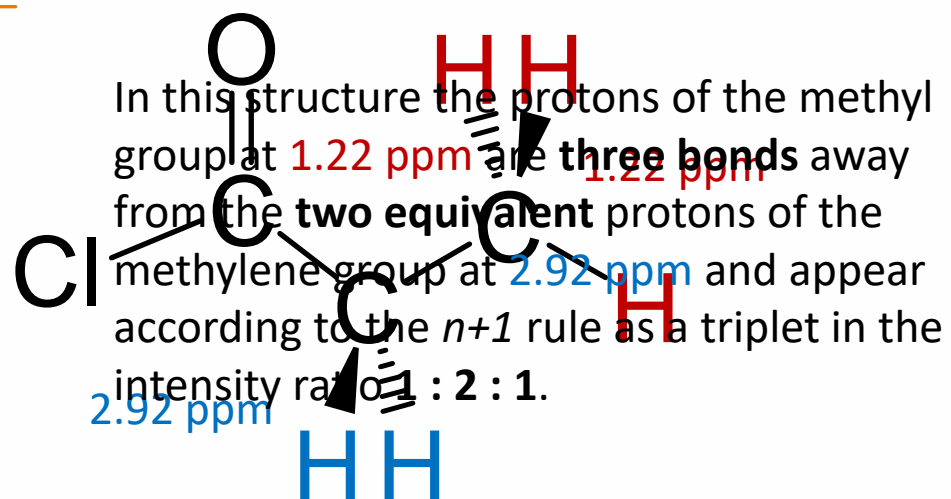 O
H H
In this structure the protons of the methyl
group at 1.22 ppm are three bonds away
1.22 ppm
C
C
from the two equivalent protons of the
Cl
methylene group at 2.92 ppm and appear
C
H
according to the n+1 rule as a triplet in the
intensity ratio 1 : 2 : 1.
2.92 ppm
H H